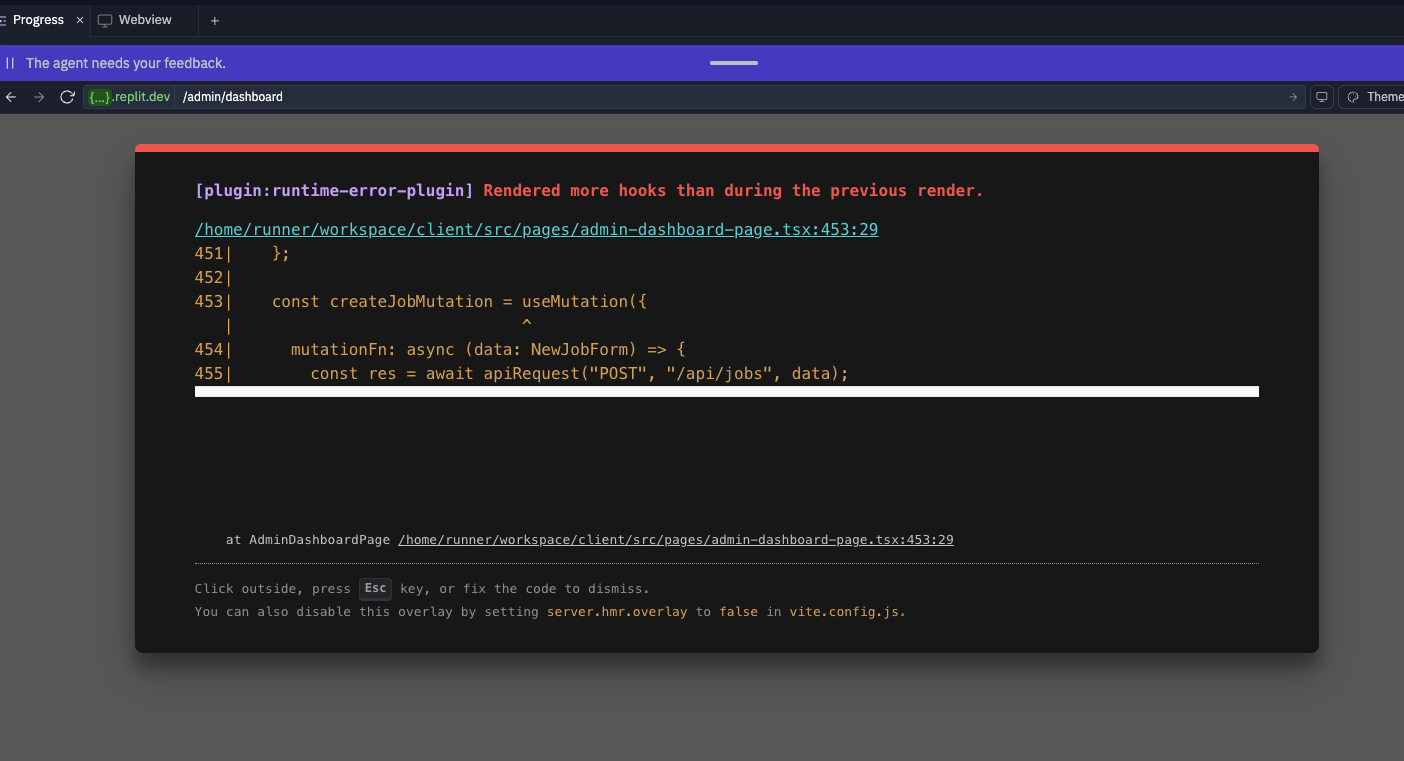 Progress × Webview +
The agent needs your feedback.
{...}.replit.dev /admin/dashboard Theme
[plugin:runtime-error-plugin] Rendered more hooks than during the previous render.
/home/runner/workspace/client/src/pages/admin-dashboard-page.tsx:453:29
451|    };
452|
453|    const createJobMutation = useMutation({
   |                              ^
454|      mutationFn: async (data: NewJobForm) => {
455|        const res = await apiRequest("POST", "/api/jobs", data);
at AdminDashboardPage /home/runner/workspace/client/src/pages/admin-dashboard-page.tsx:453:29
Click outside, press Esc key, or fix the code to dismiss.
You can also disable this overlay by setting server.hmr.overlay to false in vite.config.js.